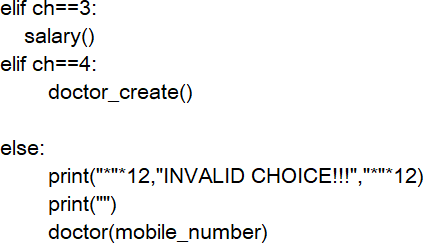 elif ch==3:
    salary()
elif ch==4:
        doctor_create()

else:
        print("*"*12,"INVALID CHOICE!!!","*"*12)
        print("")
        doctor(mobile_number)